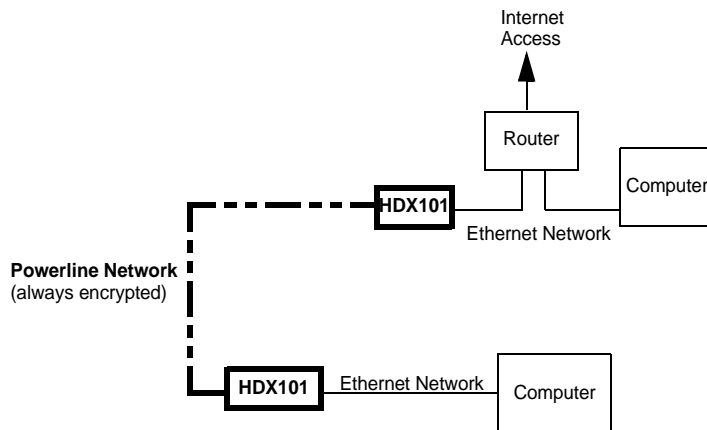 Internet
Access
Router
Computer
HDX101
Ethernet Network
Powerline Network
(always encrypted)
HDX101
Ethernet Network
Computer